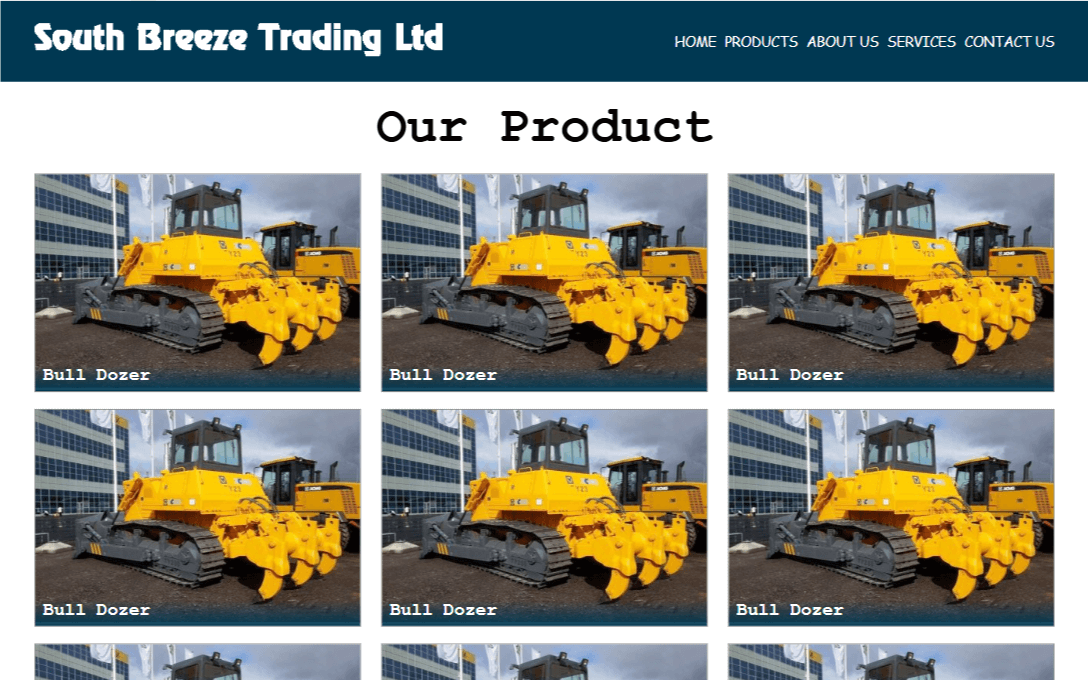 South Breeze Trading Ltd
HOME PRODUCTS ABOUT US SERVICES CONTACT US
Our Product
Bull Dozer Bull Dozer Bull Dozer
Bull Dozer Bull Dozer Bull Dozer